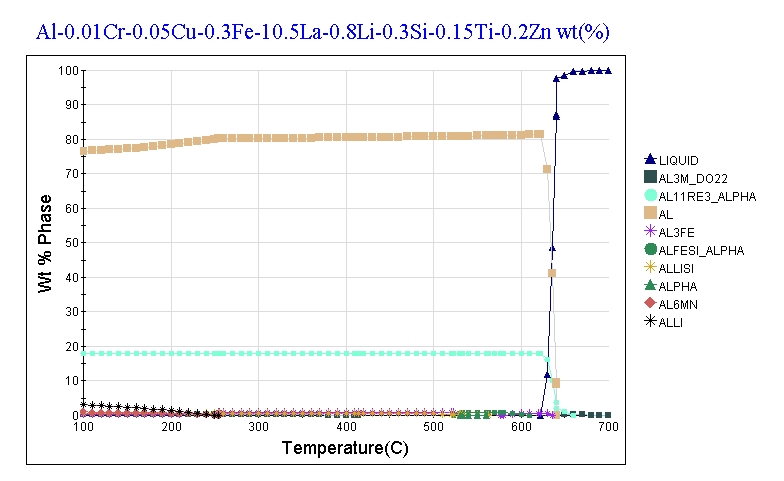 Al-0.01Cr-0.05Cu-0.3Fe-10.5La-0.8Li-0.3Si-0.15Ti-0.2Zn wt(%)
100
90
80
70
60
50
40
30
20
10
0
Wt % Phase
100 200 300 400 500 600 700
Temperature(C)
LIQUID
AL3M_DO22
AL11RE3_ALPHA
AL
AL3FE
ALFESI_ALPHA
ALLISI
ALPHA
AL6MN
ALLI